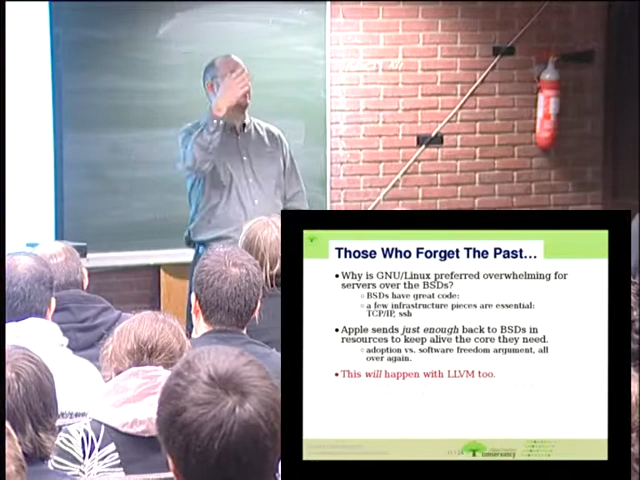 Those Who Forget The Past...
• Why is GNU/Linux preferred overwhelming for
servers over the BSDs?
BSDs have great code:
a few infrastructure pieces are essential:
TCP/IP, ssh
• Apple sends just enough back to BSDs in
resources to keep alive the core they need.
adoption vs. software freedom argument, all
over again.
• This will happen with LLVM too.
conservancy